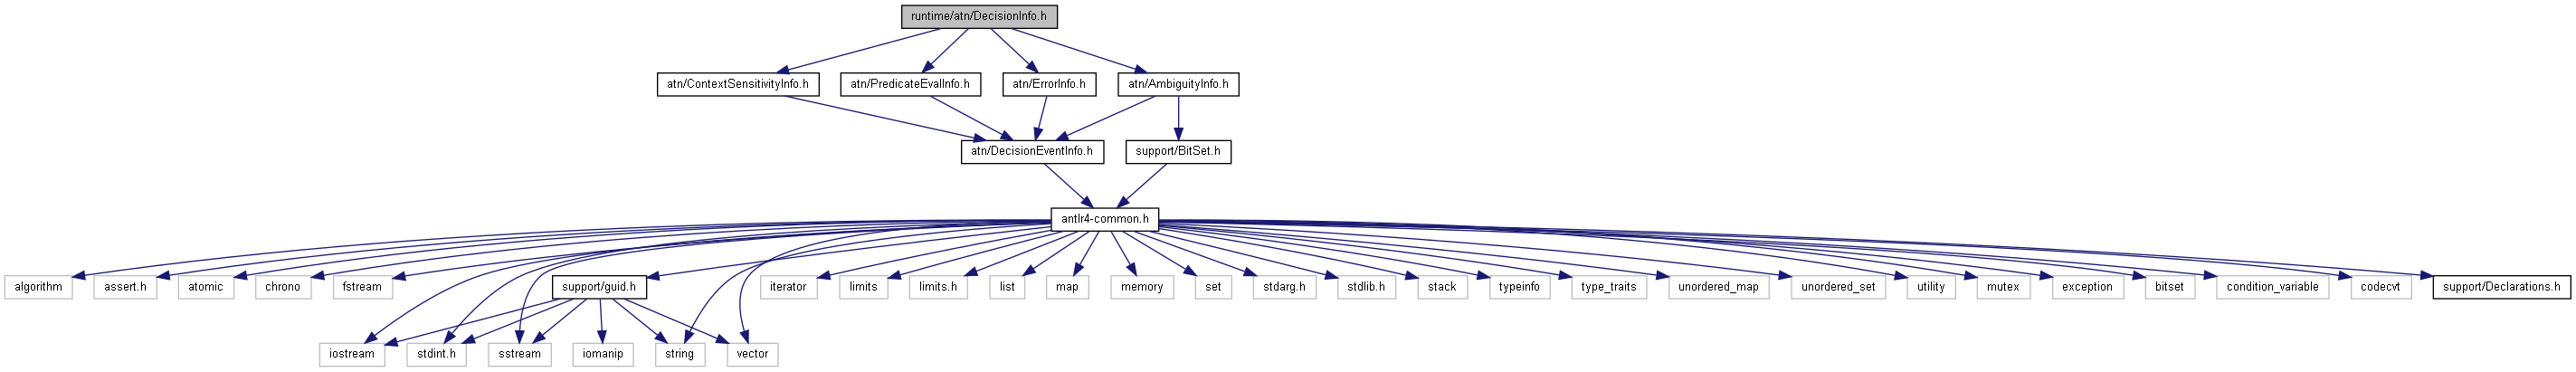 runtime/atn/DecisionInfo.h
atn/ContextSensitivityInfo.h
atn/PredicateEvalInfo.h
atn/ErrorInfo.h
atn/AmbiguityInfo.h
atn/DecisionEventInfo.h
support/BitSet.h
antlr4-common.h
algorithm
assert.h
atomic
chrono
fstream
support/guid.h
iterator
limits
limits.h
list
map
memory
set
stdarg.h
stdlib.h
stack
typeinfo
type_traits
unordered_map
unordered_set
utility
mutex
exception
bitset
condition_variable
codecvt
support/Declarations.h
iostream
stdint.h
sstream
iomanip
string
vector